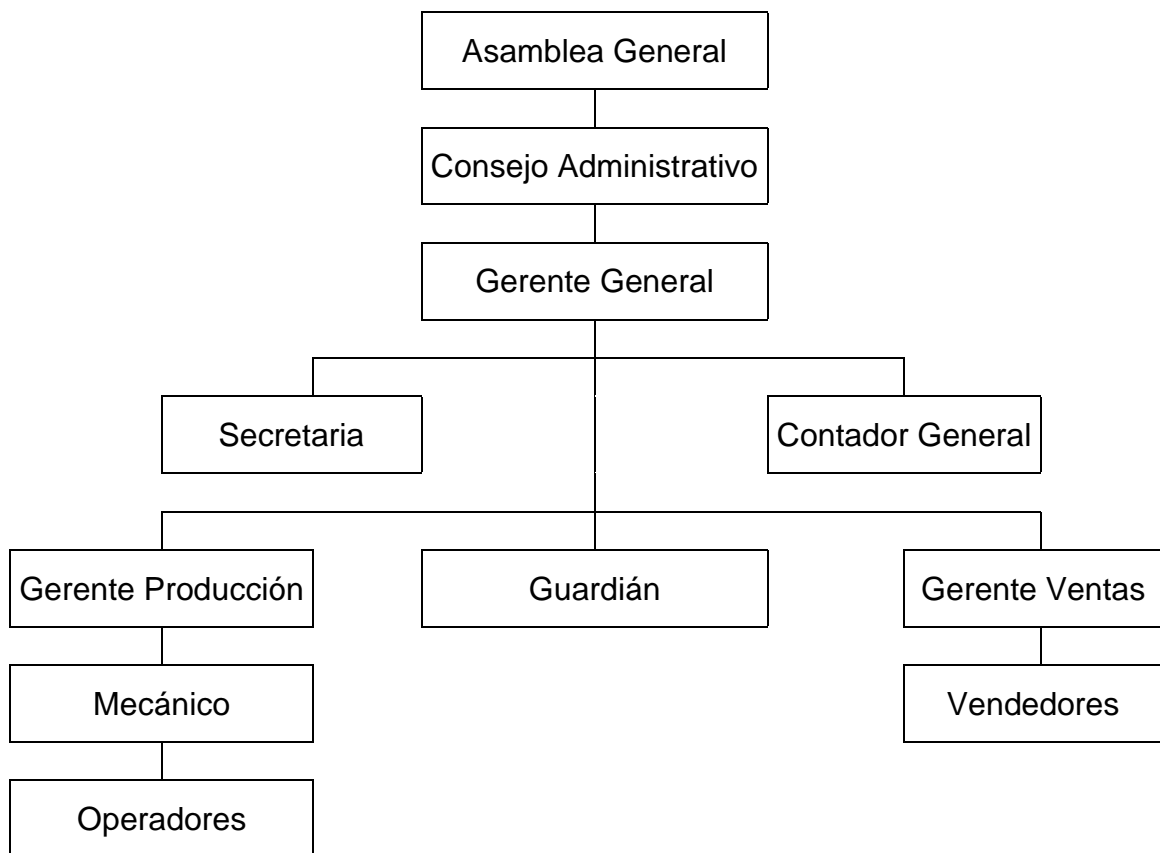 Asamblea General
Consejo Administrativo
Gerente General
Secretaria
Contador General
Gerente Producción
Guardián
Gerente Ventas
Mecánico
Vendedores
Operadores